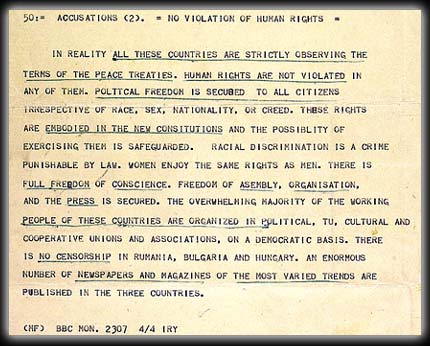 50:= ACCUSATIONS (2). = NO VIOLATION OF HUMAN RIGHTS =
IN REALITY ALL THESE COUNTRIES ARE STRICTLY OBSERVING THE
TERMS OF THE PEACE TREATIES. HUMAN RIGHTS ARE NOT VIOLATED IN
ANY OF THEM. POLITCAL FREEDOM IS SECURED TO ALL CITIZENS
IRRESPECTIVE OF RACE, SEX, NATIONALITY, OR CREED. THESE RIGHTS
ARE EMBODIED IN THE NEW CONSITUTIONS AND THE POSSIBLTY OF
EXERCISING THEM IS SAFEGUARDED. RACIAL DISCRIMINATION IS A CRIME
PUNISHABLE BY LAW. WOMEN ENJOY THE SAME RIGHTS AS MEN. THERE IS
FULL FREEDOM OF CONSCIENCE. FREEDOM OF ASEMBLY, ORGANISATION,
AND THE PRESS IS SECURED. THE OVERWHELMING MAJORITY OF THE WORKING
PEOPLE OF THESE COUNTRIES ARE ORGANIZED IN POLITICAL, TU, CULTURAL AND
COOPERATIVE UNIONS AND ASSOCIATIONS, ON A DEMOCRATIC BASIS. THERE
IS NO CENSORSHIP IN RUMANIA, BULGARIA AND HUNGARY. AN ENORMOUS
NUMBER OF NEWSPAPERS AND MAGAZINES OF THE MOST VARIED TRENDS ARE
PUBLISHED IN THE THREE COUNTRIES.
(MF) BBC MON. 2307 4/4 IRY